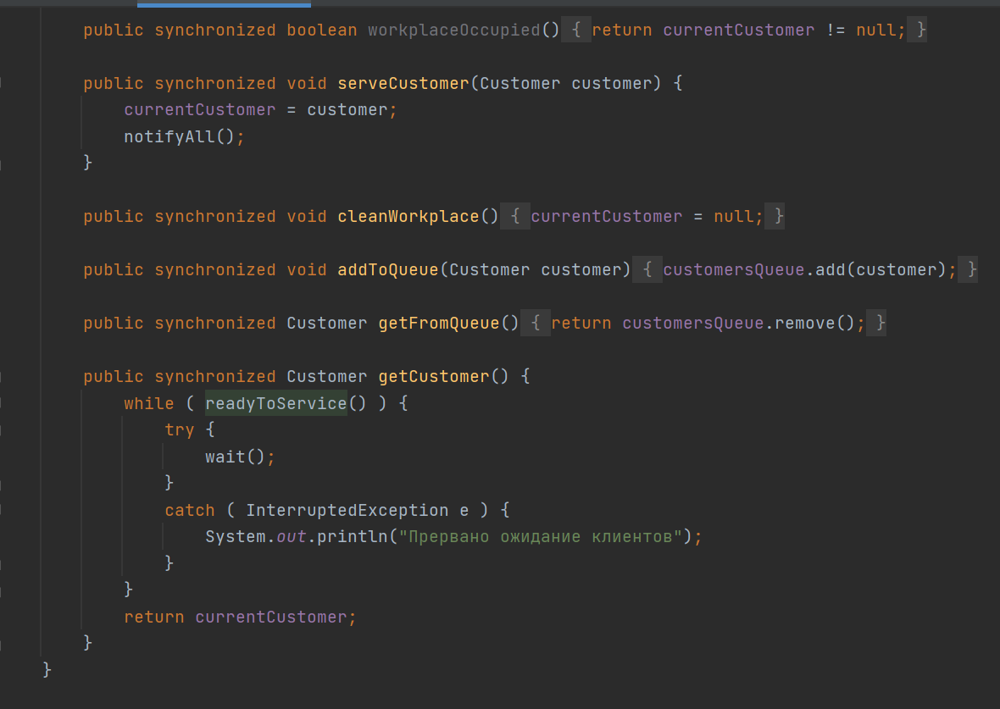 public synchronized boolean workplaceOccupied() { return currentCustomer != null; }
public synchronized void serveCustomer(Customer customer) {
currentCustomer = customer;
notifyAll();
}
public synchronized void cleanWorkplace() { currentCustomer = null; }
public synchronized void addToQueue(Customer customer) { customersQueue.add(customer); }
public synchronized Customer getFromQueue() { return customersQueue.remove(); }
public synchronized Customer getCustomer() {
while ( readyToService() ) {
try {
wait();
}
catch ( InterruptedException e ) {
System.out.println("Прервано ожидание клиентов");
}
}
return currentCustomer;
}
}